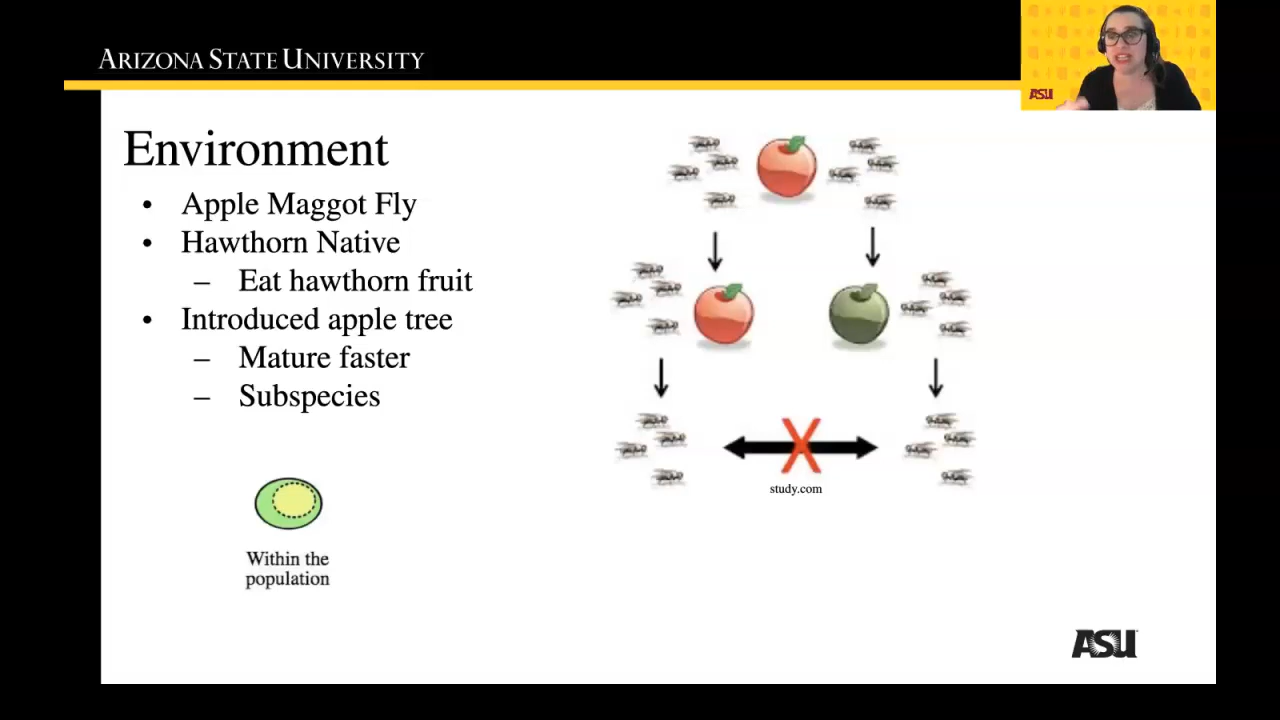 ARIZONA STATE UNIVERSITY
ASU
Environment
• Apple Maggot Fly
• Hawthorn Native
– Eat hawthorn fruit
• Introduced apple tree
– Mature faster
– Subspecies
X
study.com
Within the
population
ASU